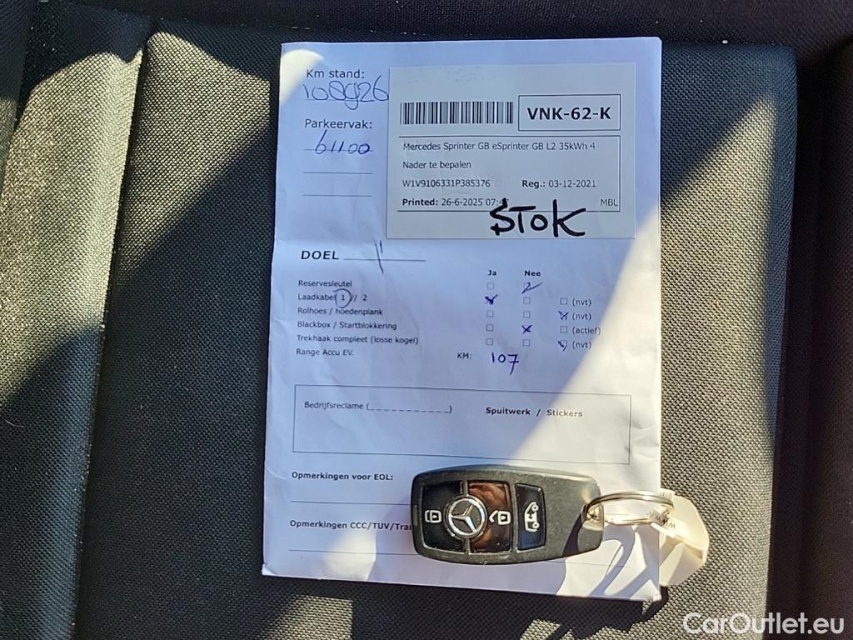 Km stand:
108926
Parkeervak:
61100
VNK-62-K
Mercedes Sprinter GB eSprinter GB L2 35kWh 4
Nader te bepalen
W1V9106331P385376 Reg.: 03-12-2021
Printed: 26-6-2025 07: MBL
STOK
DOEL
Ja Nee
Reservesleutel
Laadkabel 1 // 2 (nvt)
Rolhoes / hoedenplank (nvt)
Blackbox / Startblokkering (actief)
Trekhaak compleet (losse kogel) (nvt)
Range Accu EV. KM: 107
Bedrijfsreclame (_ _ _ _ _ _ _ _ _ _) Spuitwerk / Stickers
Opmerkingen voor EOL:
Opmerkingen CCC/TUV/Tra
CarOutlet.eu